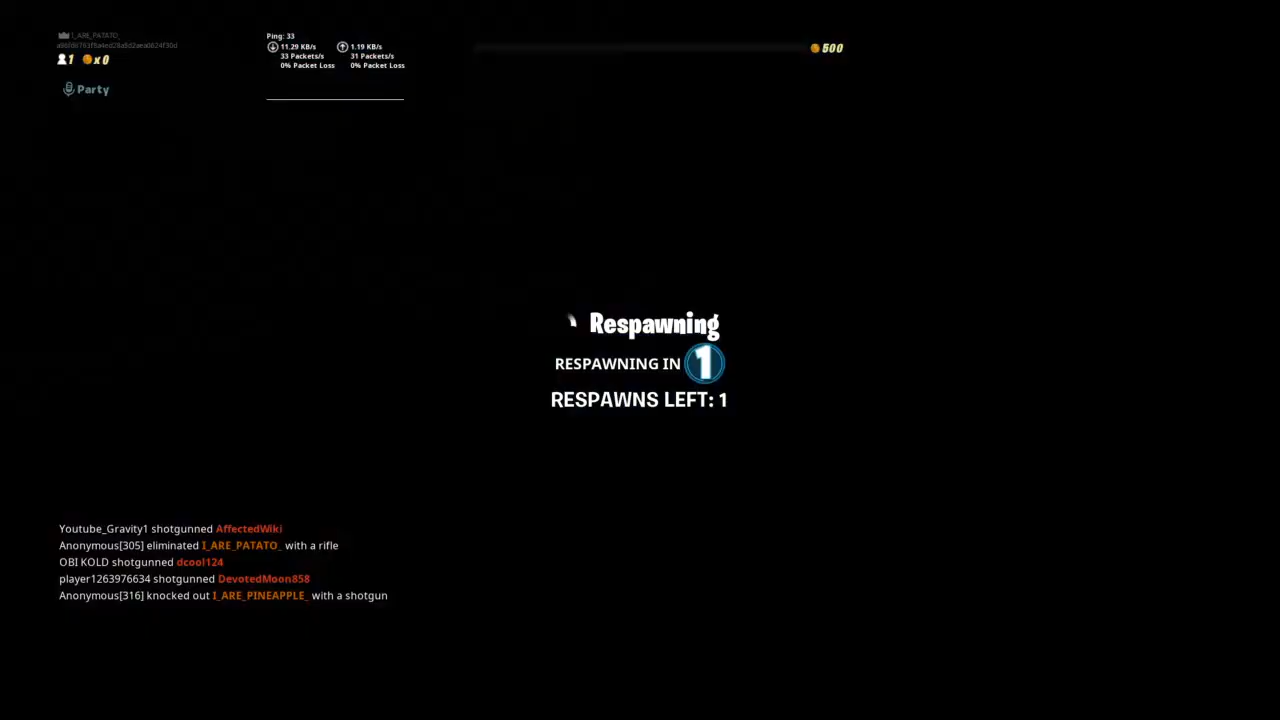 I_ARE_PATATO_
1 x0
Party
Ping: 33
11.29 KB/s 1.19 KB/s
33 Packets/s 31 Packets/s
0% Packet Loss 0% Packet Loss
500
Respawning
RESPAWNING IN 1
RESPAWNS LEFT: 1
Youtube_Gravity1 shotgunned AffectedWiki
Anonymous[305] eliminated I_ARE_PATATO_ with a rifle
OBI KOLD shotgunned dcool124
player1263976634 shotgunned DevotedMoon858
Anonymous[316] knocked out I_ARE_PINEAPPLE_ with a shotgun